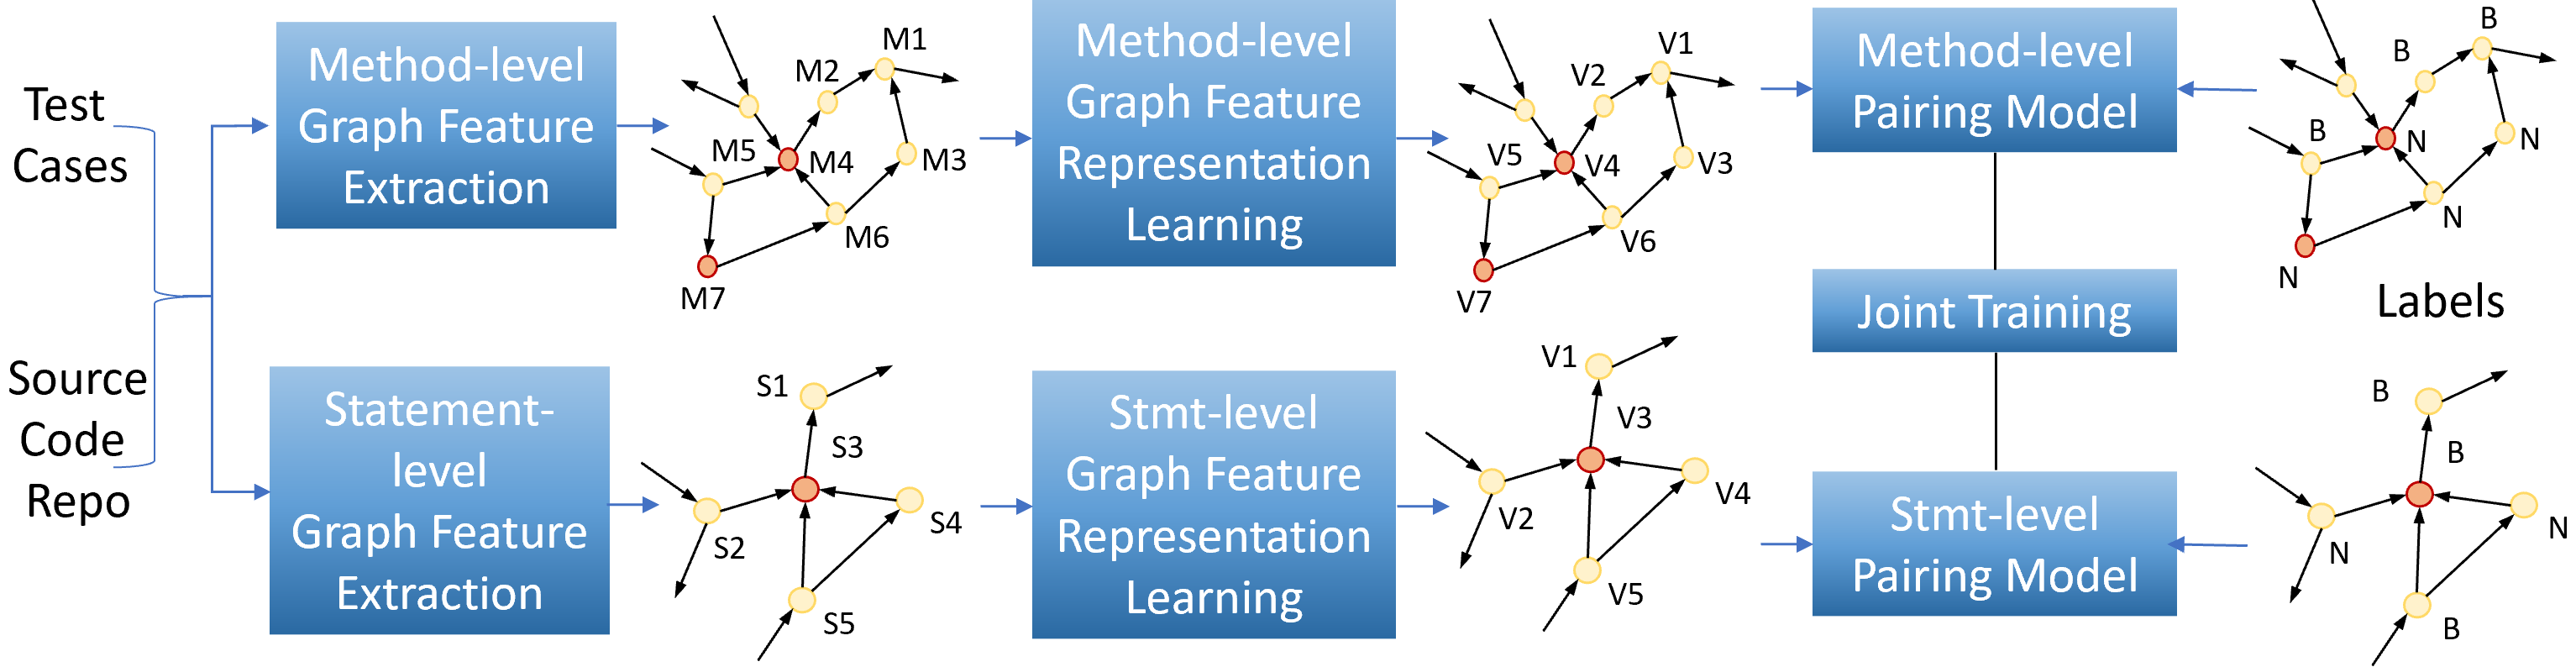 Test
Cases
Source
Code
Repo
Method-level
Graph Feature
Extraction
M1
M2
M5
M4
M3
M6
M7
Method-level
Graph Feature
Representation
Learning
V1
V2
V5
V4
V3
V6
V7
Method-level
Pairing Model
B
B
B
N
N
N
N
Joint Training
Labels
Statement-
level
Graph Feature
Extraction
S1
S3
S2
S4
S5
Stmt-level
Graph Feature
Representation
Learning
V1
V3
V2
V4
V5
Stmt-level
Pairing Model
B
B
N
N
B